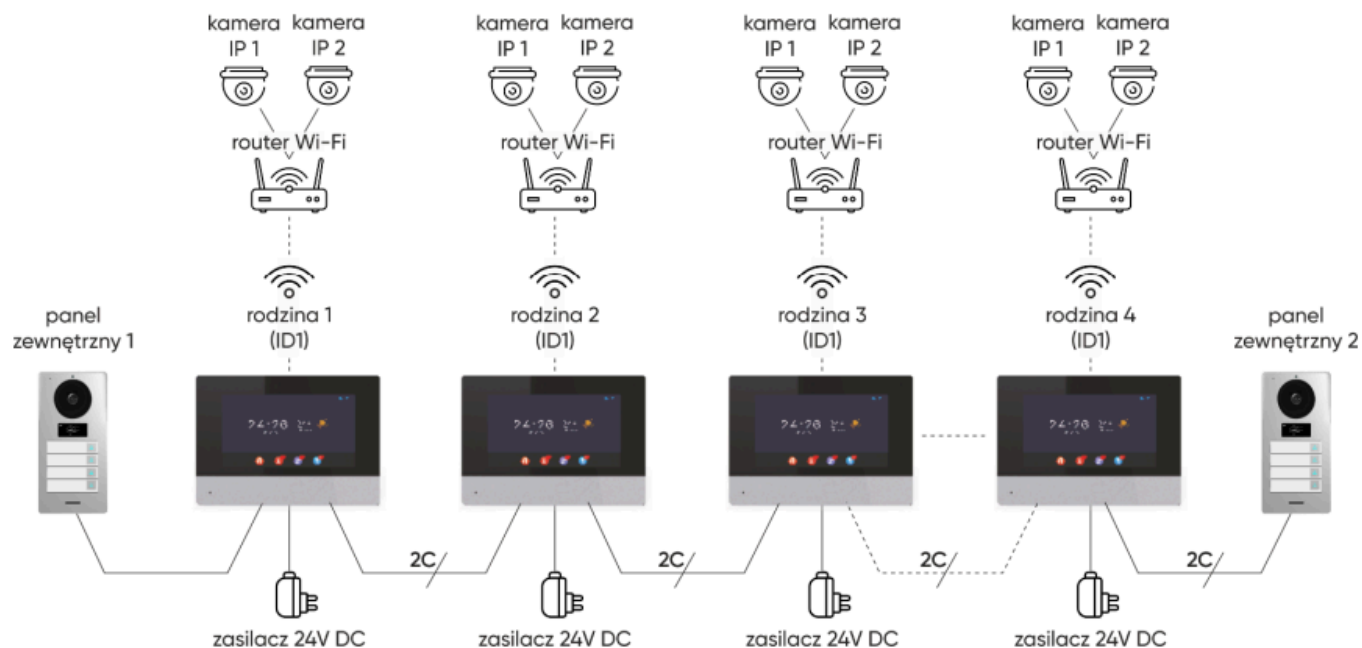 kamera kamera kamera kamera kamera kamera kamera kamera
IP 1 IP 2 IP 1 IP 2 IP 1 IP 2 IP 1 IP 2
router Wi-Fi router Wi-Fi router Wi-Fi router Wi-Fi
panel rodzina 1 rodzina 2 rodzina 3 rodzina 4 panel
zewnętrzny 1 (ID1) (ID1) (ID1) (ID1) zewnętrzny 2
2C 2C 2C 2C
zasilacz 24V DC zasilacz 24V DC zasilacz 24V DC zasilacz 24V DC